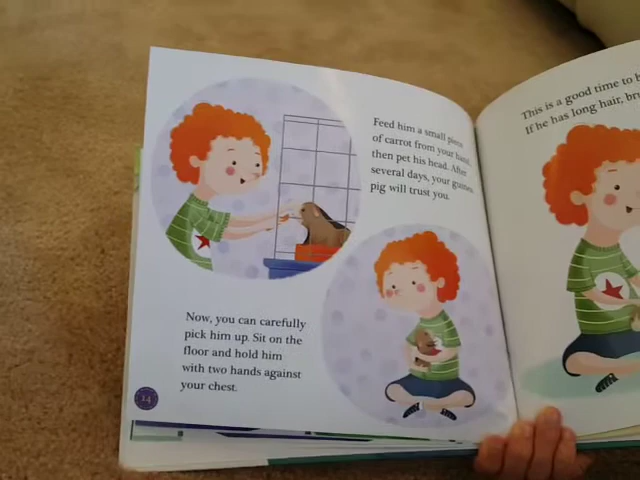 Feed him a small piece
of carrot from your hand,
then pet his head. After
several days, your guinea
pig will trust you.
Now, you can carefully
pick him up. Sit on the
floor and hold him
with two hands against
your chest.
14
This is a good time to
If he has long hair,